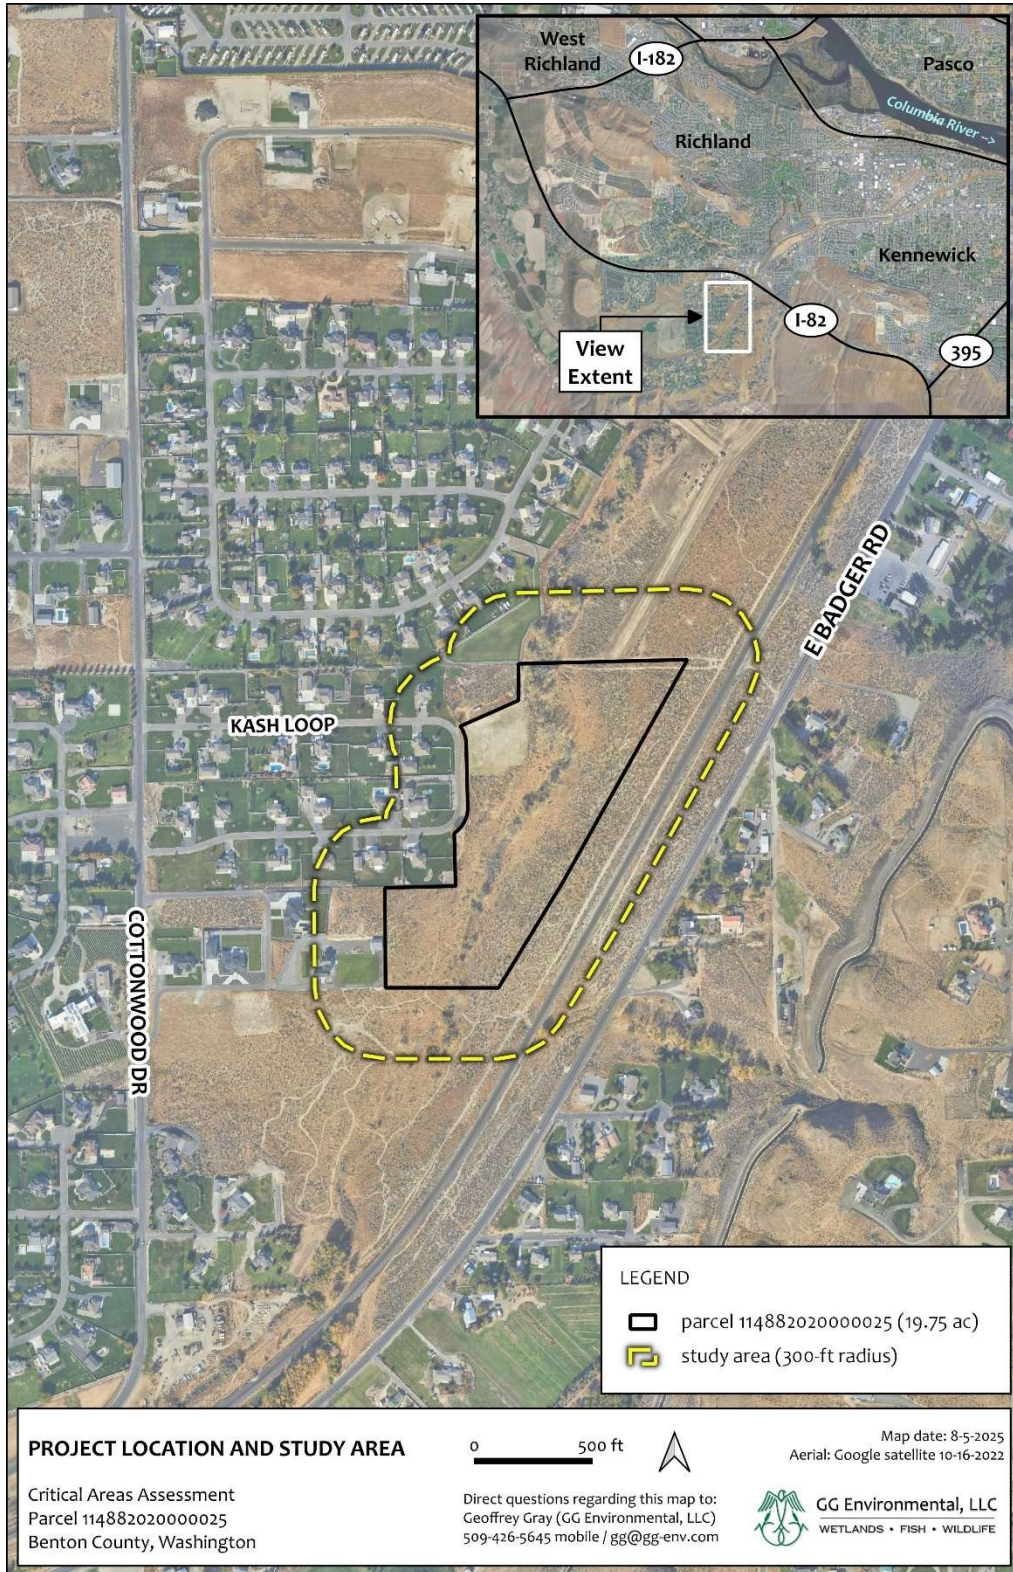 West
Richland
I-182
Pasco
Columbia River -->
Richland
Kennewick
I-82
395
View
Extent
E BADGER RD
KASH LOOP
COTTONWOOD DR
LEGEND
parcel 114882020000025 (19.75 ac)
study area (300-ft radius)
PROJECT LOCATION AND STUDY AREA
Critical Areas Assessment
Parcel 114882020000025
Benton County, Washington
0 500 ft
Direct questions regarding this map to:
Geoffrey Gray (GG Environmental, LLC)
509-426-5645 mobile / gg@gg-env.com
Map date: 8-5-2025
Aerial: Google satellite 10-16-2022
GG Environmental, LLC
WETLANDS • FISH • WILDLIFE